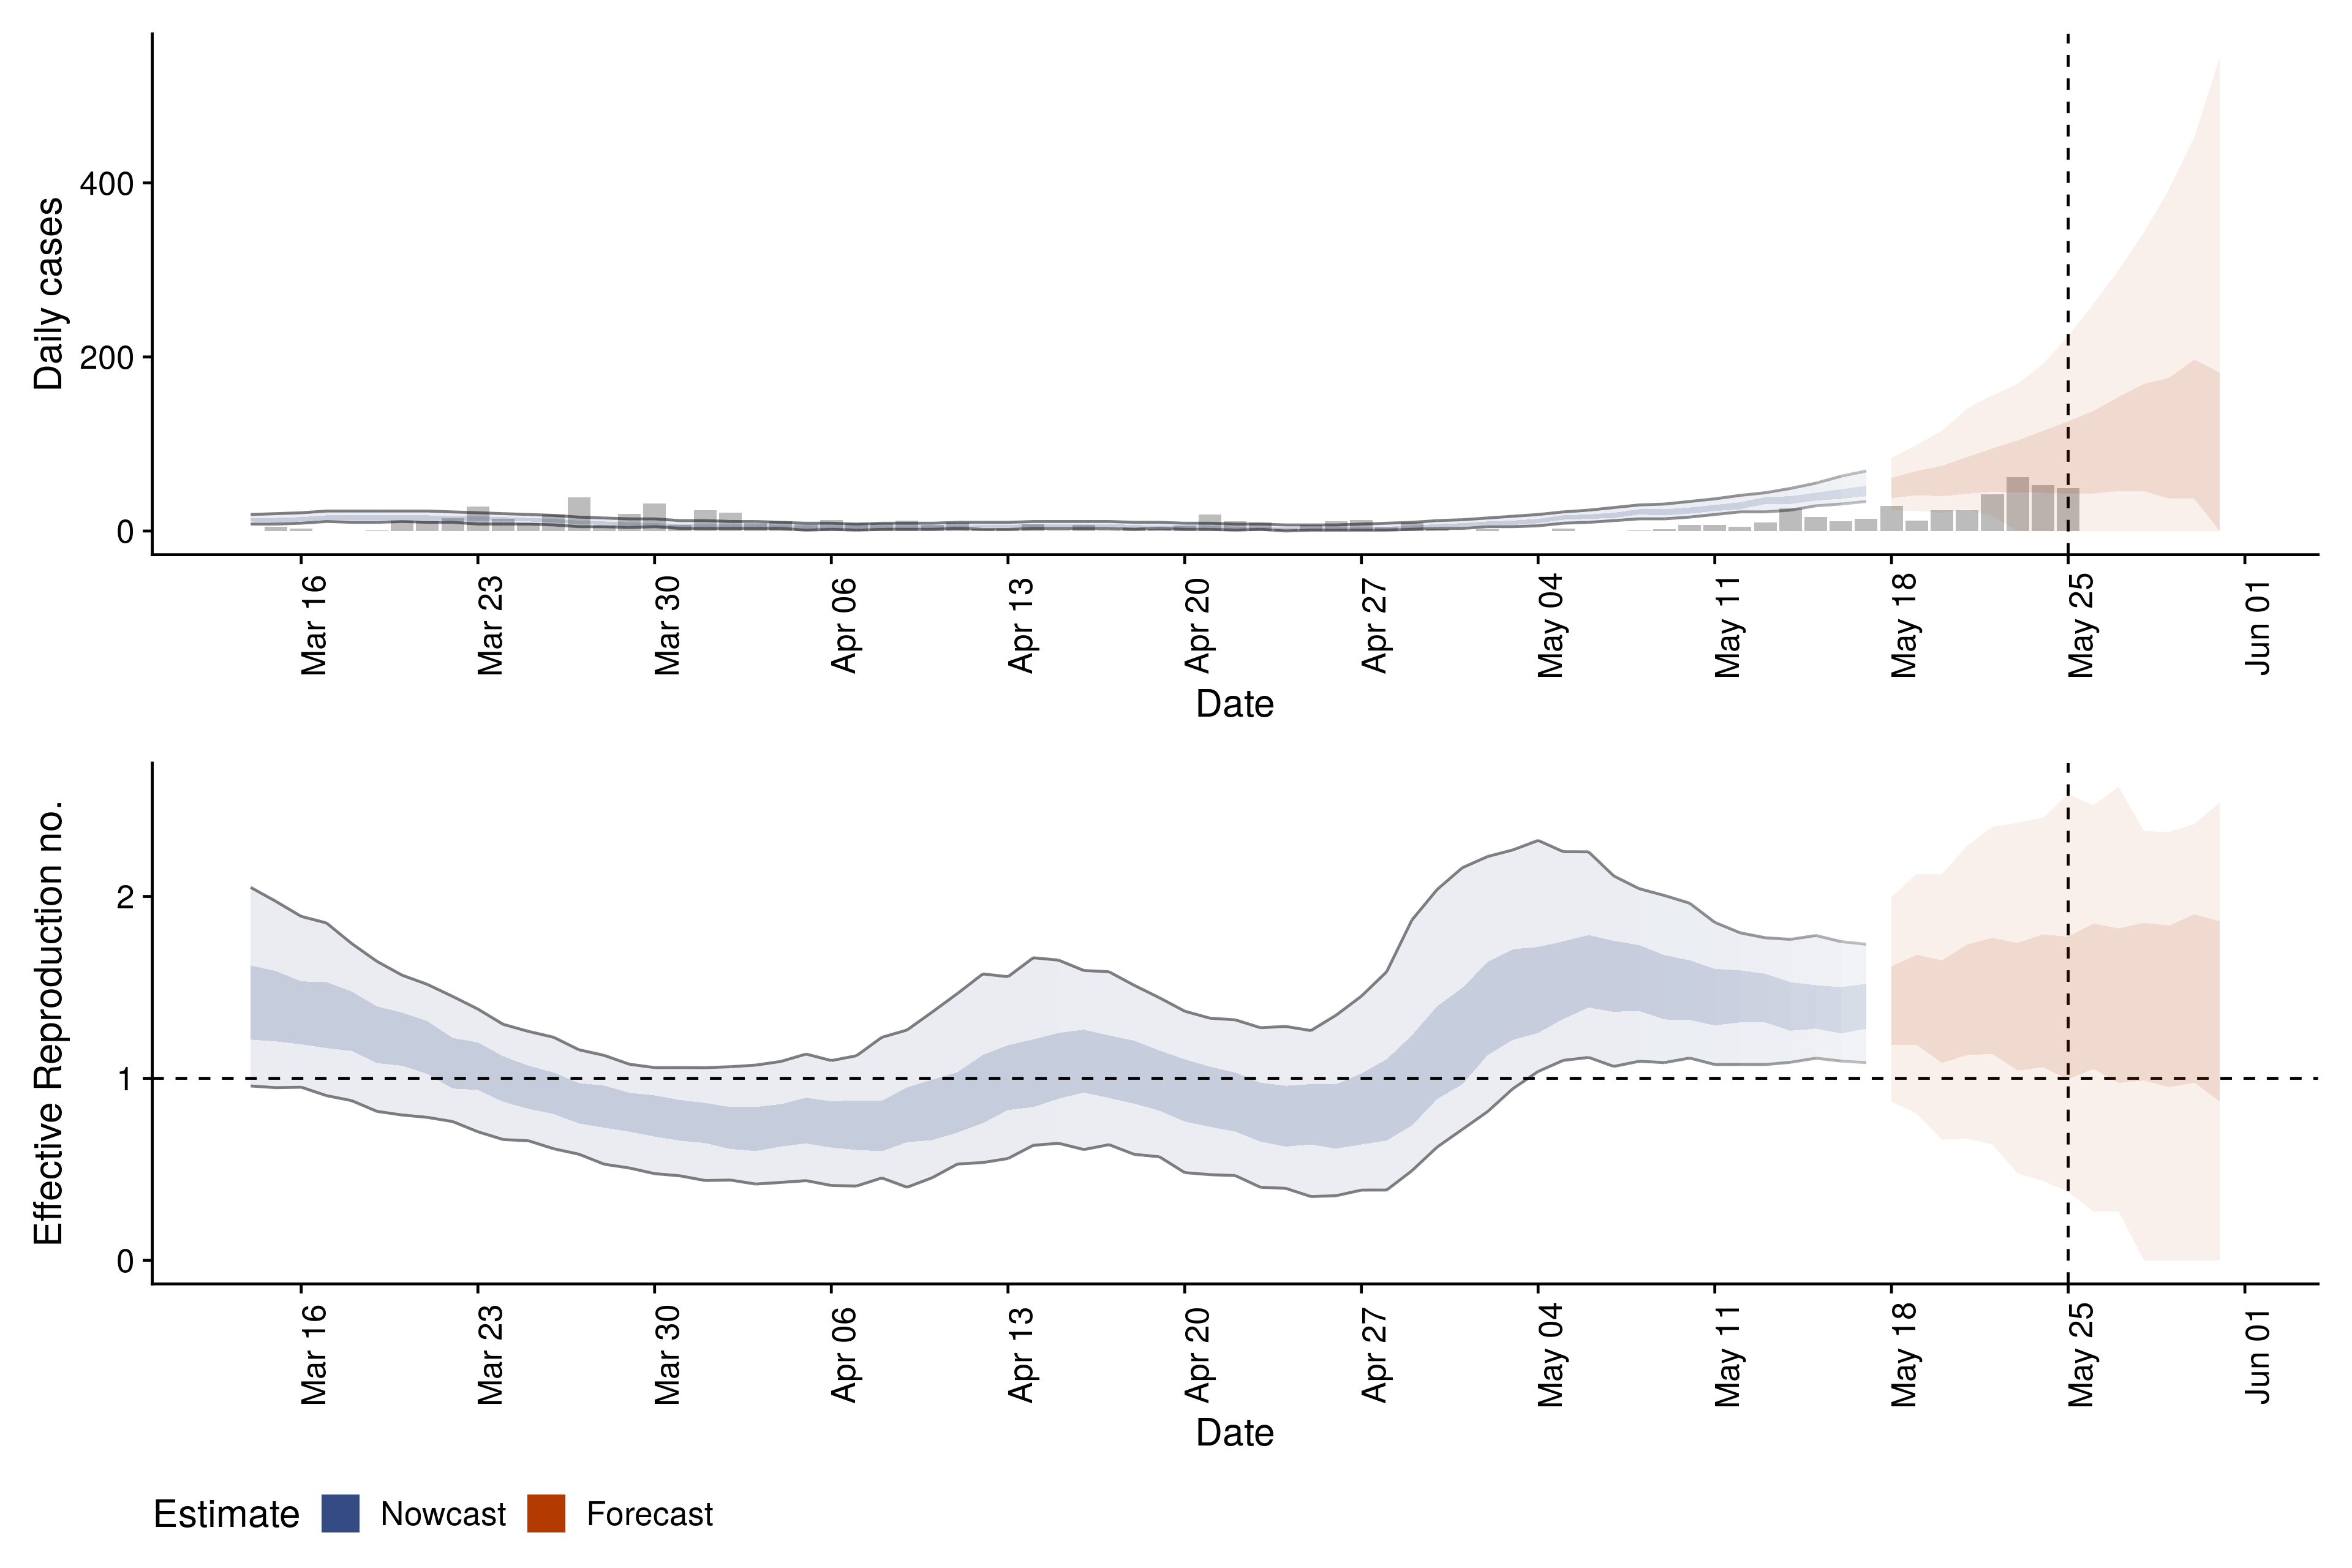 Daily cases
400
200
0
Mar 16
Mar 23
Mar 30
Apr 06
Apr 13
Apr 20
Apr 27
May 04
May 11
May 18
May 25
Jun 01
Date
Effective Reproduction no.
2
1
0
Mar 16
Mar 23
Mar 30
Apr 06
Apr 13
Apr 20
Apr 27
May 04
May 11
May 18
May 25
Jun 01
Date
Estimate Nowcast Forecast